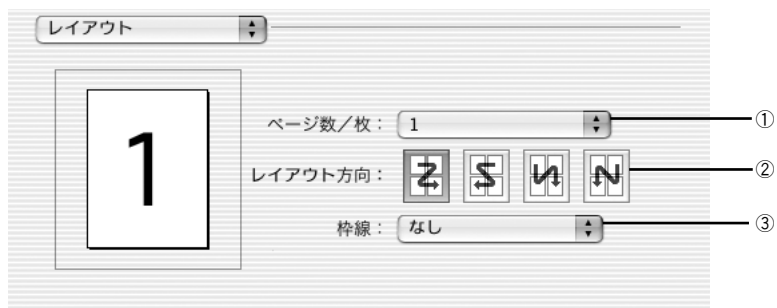 レイアウト
1
ページ数／枚： 1 ①
レイアウト方向： ②
枠線： なし ③